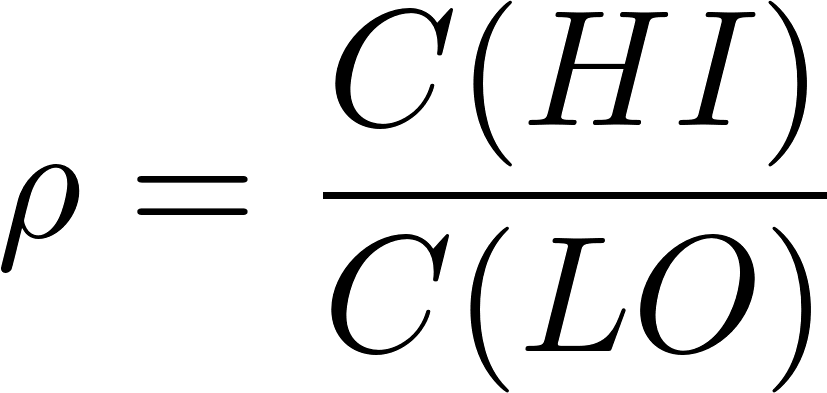 ρ = C(HI) / C(LO)